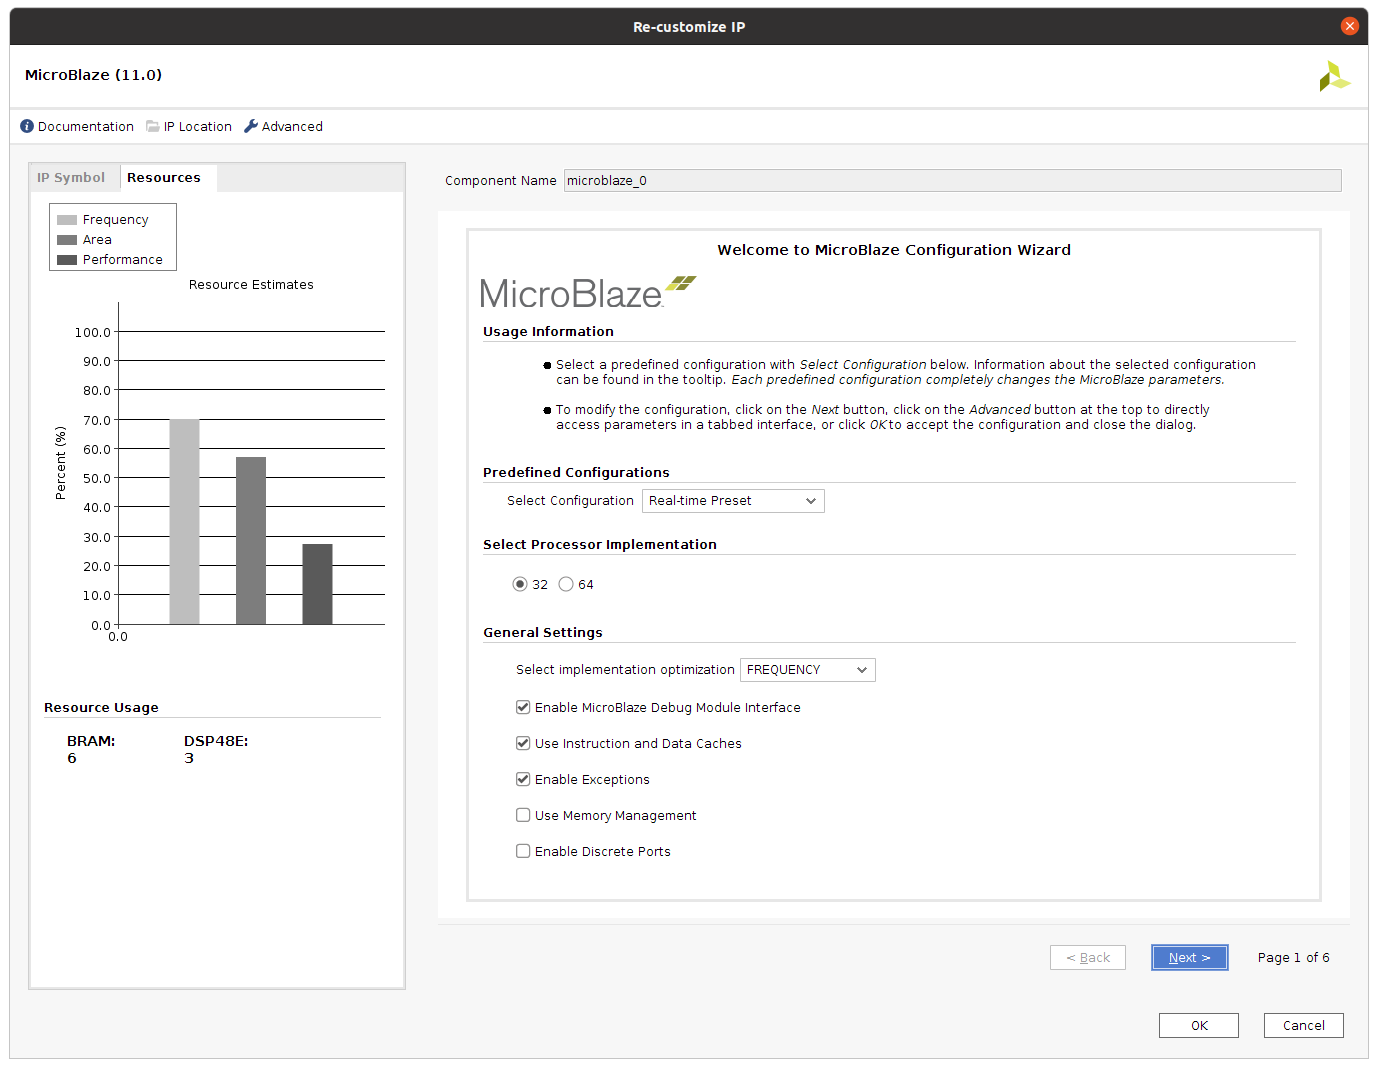 Re-customize IP
MicroBlaze (11.0)
Documentation IP Location Advanced
IP Symbol Resources
Frequency
Area
Performance
Resource Estimates
Percent (%)
100.0
90.0
80.0
70.0
60.0
50.0
40.0
30.0
20.0
10.0
0.0
0.0
Resource Usage
BRAM: DSP48E:
6 3
Component Name microblaze_0
Welcome to MicroBlaze Configuration Wizard
MicroBlaze
Usage Information
Select a predefined configuration with Select Configuration below. Information about the selected configuration
can be found in the tooltip. Each predefined configuration completely changes the MicroBlaze parameters.
To modify the configuration, click on the Next button, click on the Advanced button at the top to directly
access parameters in a tabbed interface, or click OK to accept the configuration and close the dialog.
Predefined Configurations
Select Configuration Real-time Preset
Select Processor Implementation
32 64
General Settings
Select implementation optimization FREQUENCY
Enable MicroBlaze Debug Module Interface
Use Instruction and Data Caches
Enable Exceptions
Use Memory Management
Enable Discrete Ports
< Back Next > Page 1 of 6
OK Cancel